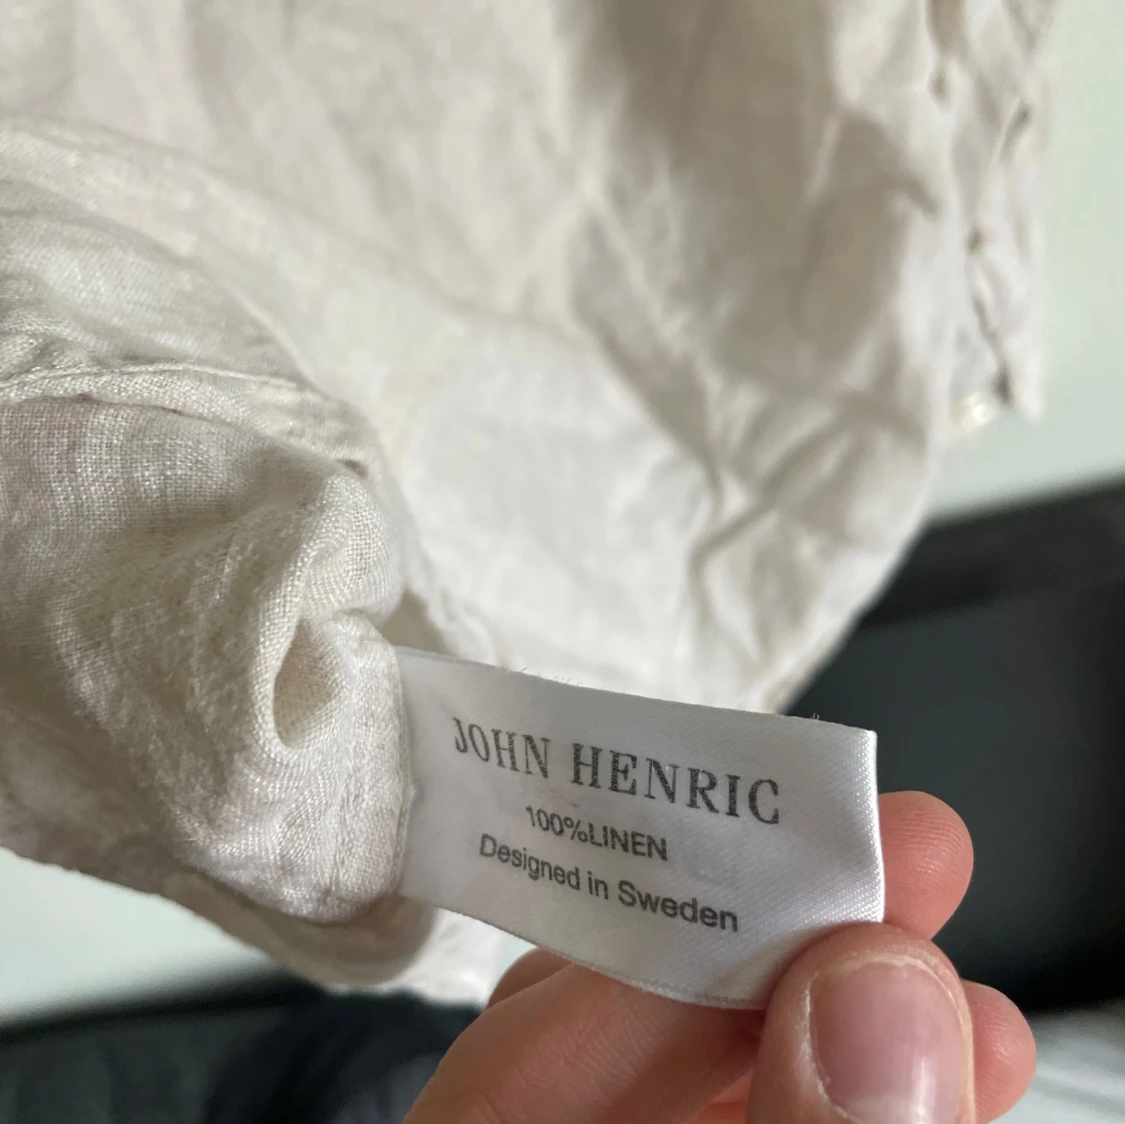 JOHN HENRIC
100%LINEN
Designed in Sweden